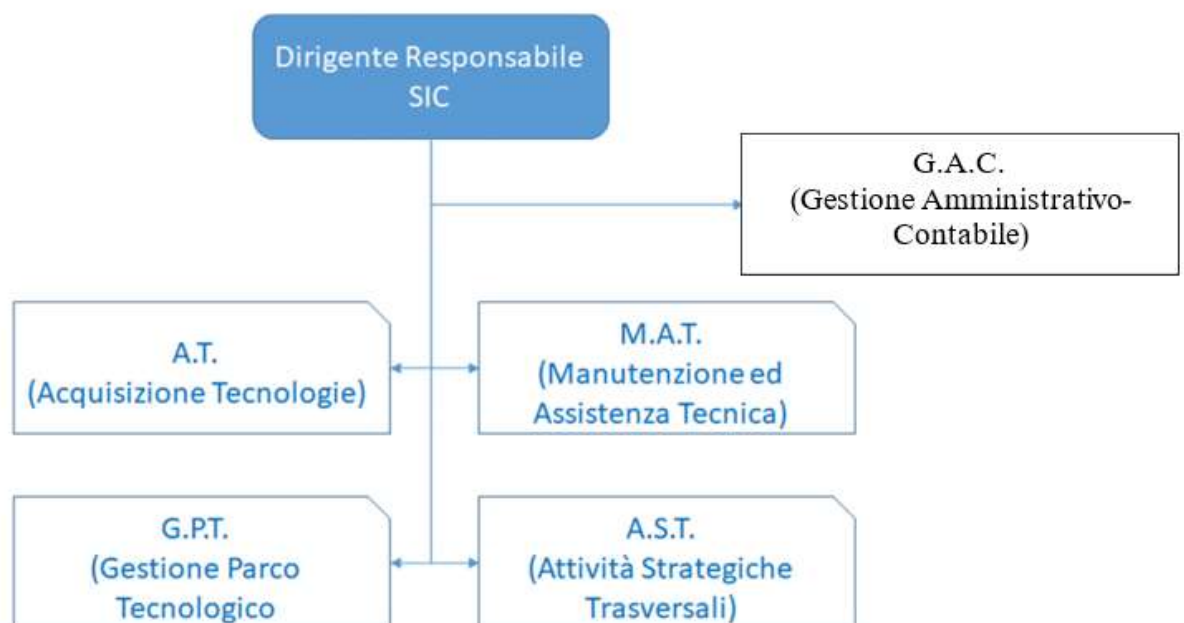 Dirigente Responsabile
SIC
G.A.C.
(Gestione Amministrativo-
Contabile)
A.T.
(Acquisizione Tecnologie)
M.A.T.
(Manutenzione ed
Assistenza Tecnica)
G.P.T.
(Gestione Parco
Tecnologico
A.S.T.
(Attività Strategiche
Trasversali)